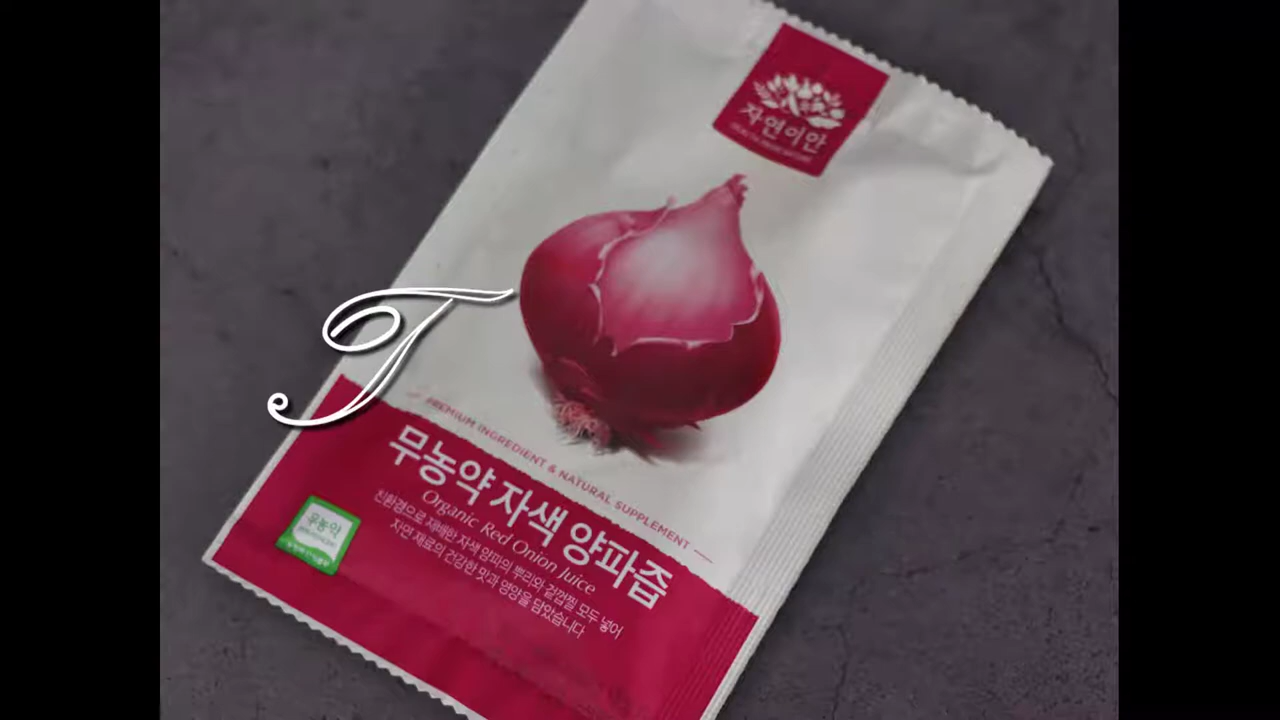 자연이안
HEALTH FROM NATURE
T
PREMIUM INGREDIENT & NATURAL SUPPLEMENT
무농약 자색 양파즙
Organic Red Onion Juice
친환경으로 재배한 자색 양파의 뿌리와 겉껍질 모두 넣어
자연 재료의 건강한 맛과 영양을 담았습니다
무농약